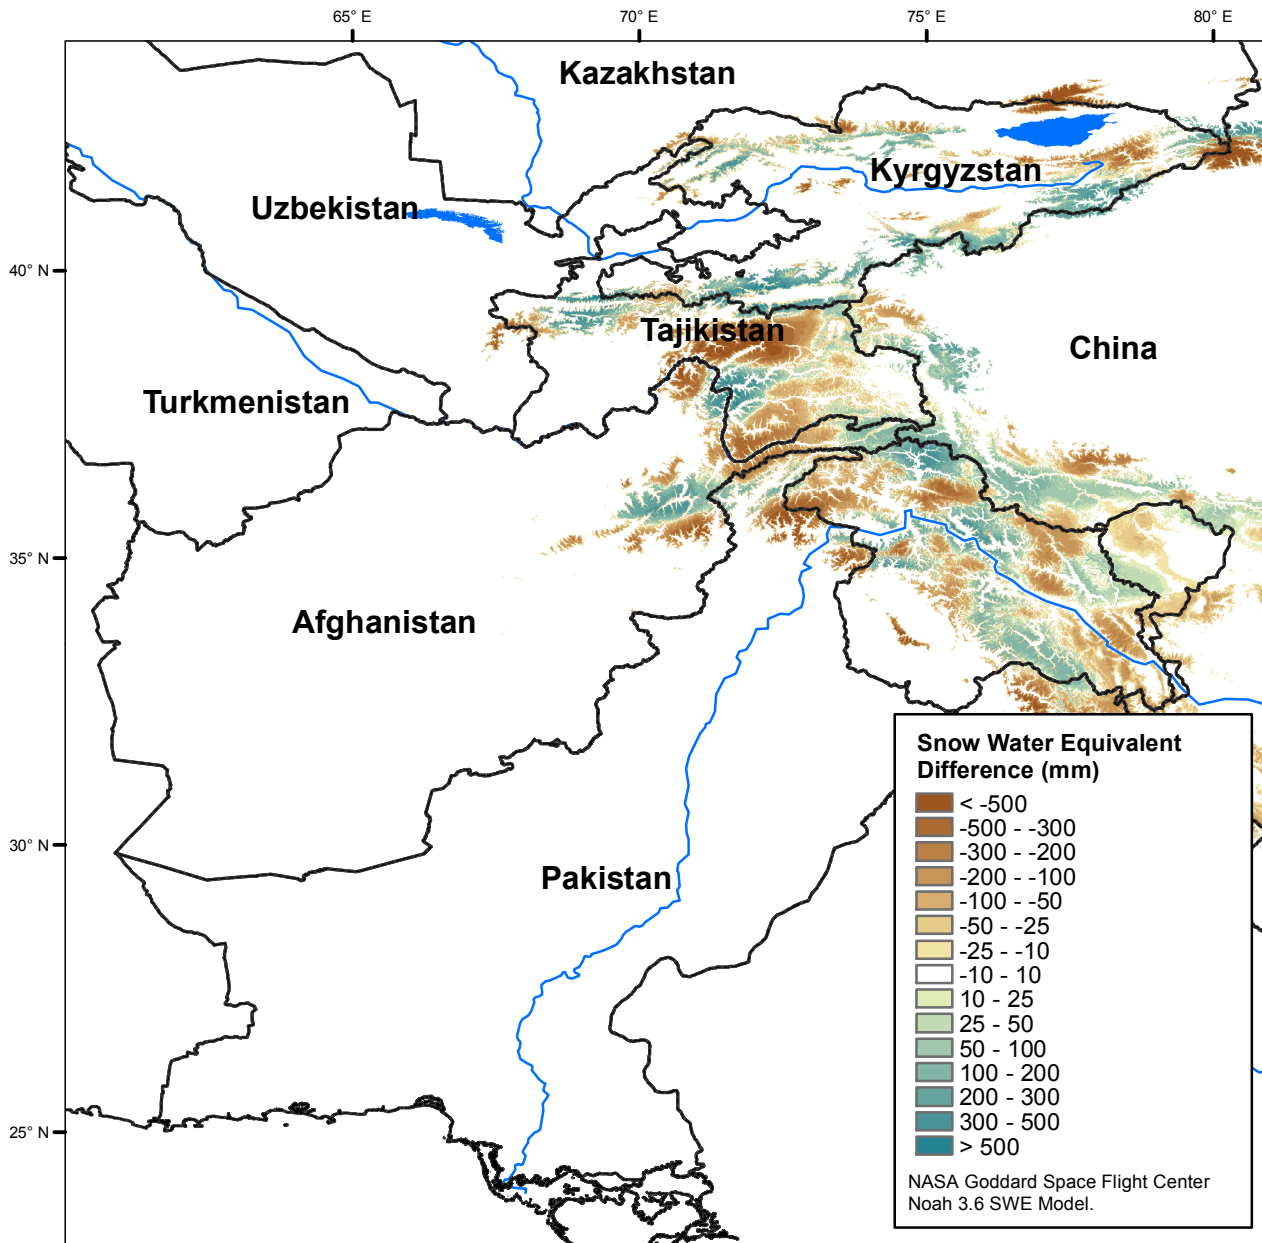 65° E
70° E
75° E
80° E
Kazakhstan
Kyrgyzstan
Uzbekistan
40° N
Tajikistan
China
Turkmenistan
35° N
Afghanistan
Snow Water Equivalent
Difference (mm)
< -500
-500 - -300
-300 - -200
-200 - -100
-100 - -50
-50 - -25
-25 - -10
-10 - 10
10 - 25
25 - 50
50 - 100
100 - 200
200 - 300
300 - 500
> 500
NASA Goddard Space Flight Center
Noah 3.6 SWE Model.
30° N
Pakistan
25° N